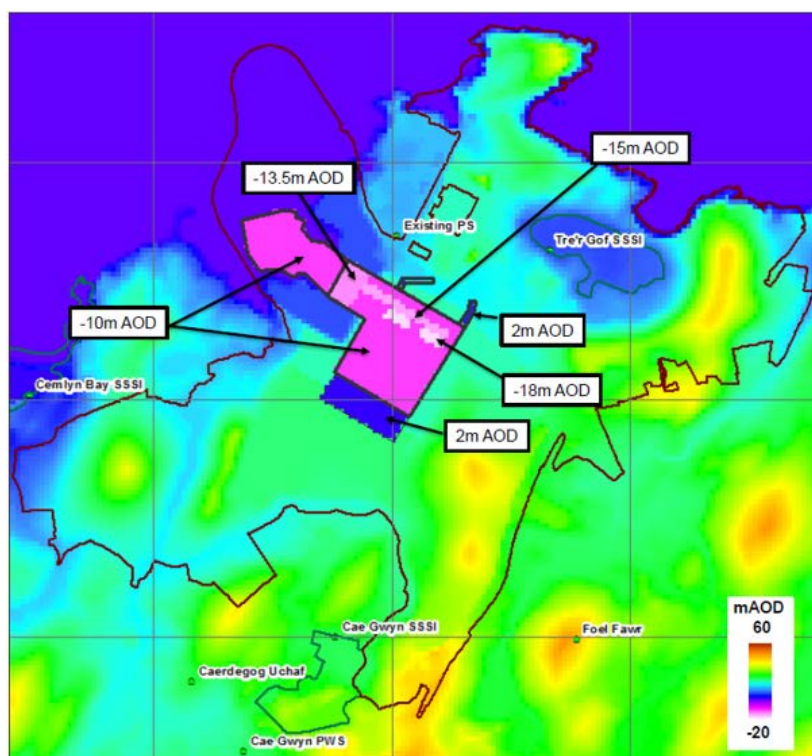 -15m AOD
-13.5m AOD
Existing PS
Tre'r Gof SSSI
-10m AOD
2m AOD
Cemlyn Bay SSSI
-18m AOD
2m AOD
mAOD
60
Cae Gwyn SSSI
Foel Fawr
Caerdegog Uchaf
-20
Cae Gwyn PWS